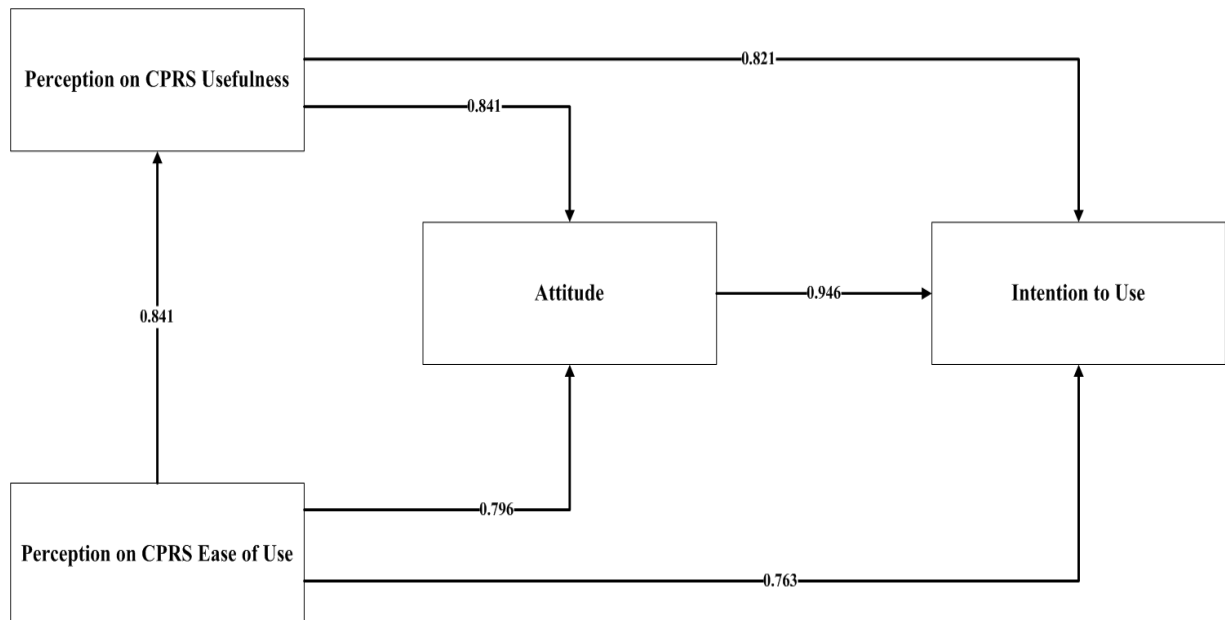 0.821
Perception on CPRS Usefulness
0.841
Attitude
0.946
Intention to Use
0.841
0.796
Perception on CPRS Ease of Use
0.763